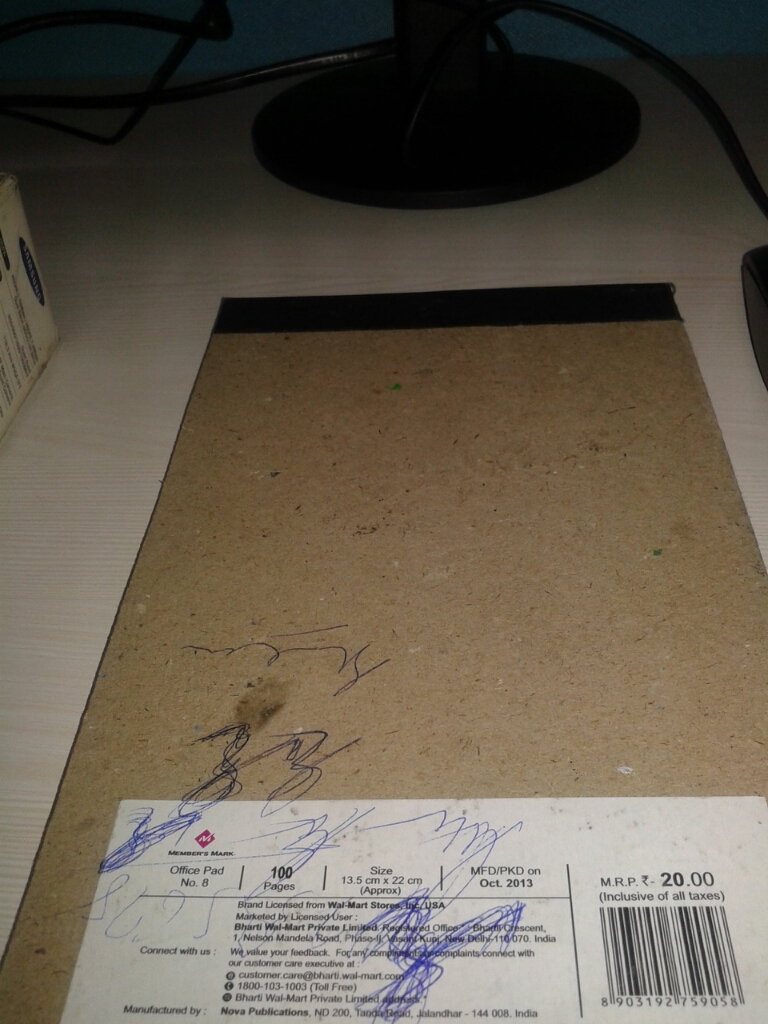 SAMSUNG
MEMBER'S MARK
Office Pad
No. 8
100
Pages
Size
13.5 cm x 22 cm
(Approx)
MFD/PKD on
Oct. 2013
M.R.P. ₹- 20.00
(Inclusive of all taxes)
Brand Licensed from Wal-Mart Stores, Inc, USA
Marketed by Licensed User :
Bharti Wal-Mart Private Limited. Registered Office : Bharti Crescent,
1, Nelson Mandela Road, Phase-II, Vasant Kunj, New Delhi-110 070. India
Connect with us : We value your feedback. For any compliments/complaints connect with
our customer care executive at :
customer.care@bharti.wal-mart.com
1800-103-1003 (Toll Free)
Bharti Wal-Mart Private Limited address.*
Manufactured by : Nova Publications, ND 200, Tanda Road, Jalandhar - 144 008. India
8 903192 759058